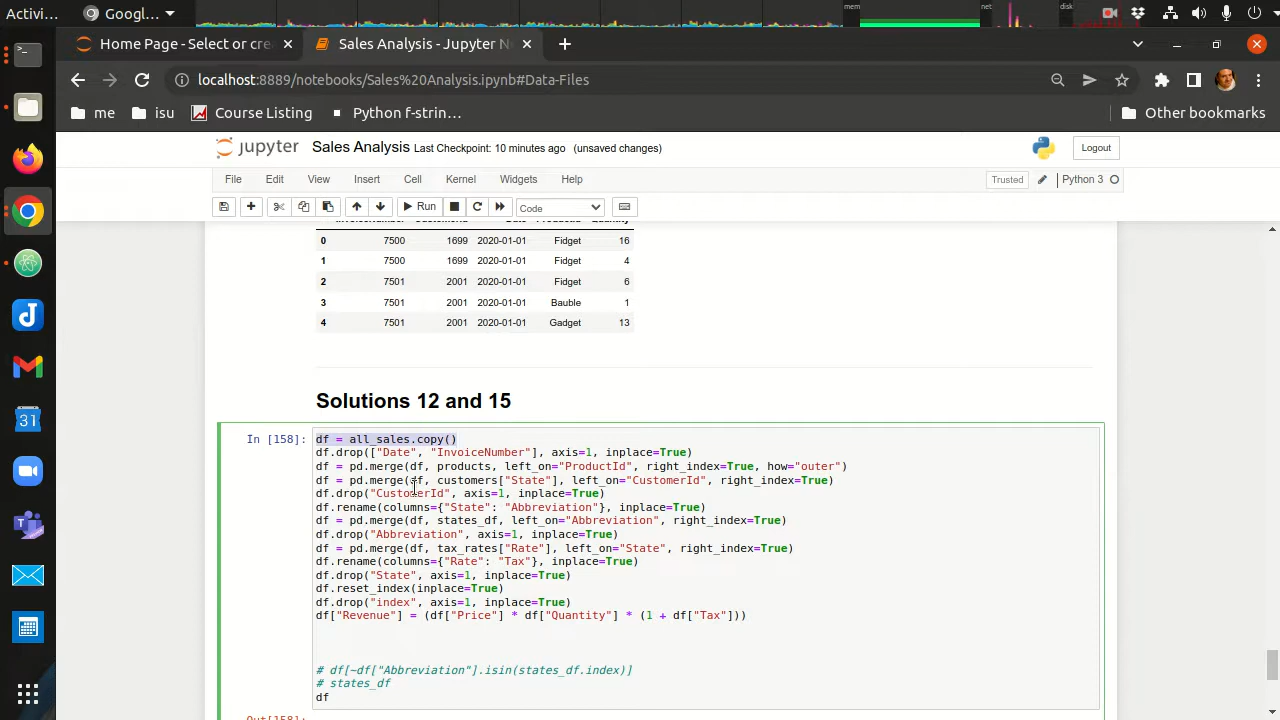 Activi...
Googl...
mem
net
disk
Home Page - Select or cre
Sales Analysis - Jupyter N
localhost:8889/notebooks/Sales%20Analysis.ipynb#Data-Files
me
isu
Course Listing
Python f-strin...
Other bookmarks
jupyter
Sales Analysis Last Checkpoint: 10 minutes ago (unsaved changes)
Logout
File Edit View Insert Cell Kernel Widgets Help
Trusted
Python 3
Run
Code
0 7500 1699 2020-01-01 Fidget 16
1 7500 1699 2020-01-01 Fidget 4
2 7501 2001 2020-01-01 Fidget 6
3 7501 2001 2020-01-01 Bauble 1
4 7501 2001 2020-01-01 Gadget 13
Solutions 12 and 15
In [158]:
df = all_sales.copy()
df.drop(["Date", "InvoiceNumber"], axis=1, inplace=True)
df = pd.merge(df, products, left_on="ProductId", right_index=True, how="outer")
df = pd.merge(df, customers["State"], left_on="CustomerId", right_index=True)
df.drop("CustomerId", axis=1, inplace=True)
df.rename(columns={"State": "Abbreviation"}, inplace=True)
df = pd.merge(df, states_df, left_on="Abbreviation", right_index=True)
df.drop("Abbreviation", axis=1, inplace=True)
df = pd.merge(df, tax_rates["Rate"], left_on="State", right_index=True)
df.rename(columns={"Rate": "Tax"}, inplace=True)
df.drop("State", axis=1, inplace=True)
df.reset_index(inplace=True)
df.drop("index", axis=1, inplace=True)
df["Revenue"] = (df["Price"] * df["Quantity"] * (1 + df["Tax"]))
# df[~df["Abbreviation"].isin(states_df.index)]
# states_df
df
Out[158]:
31